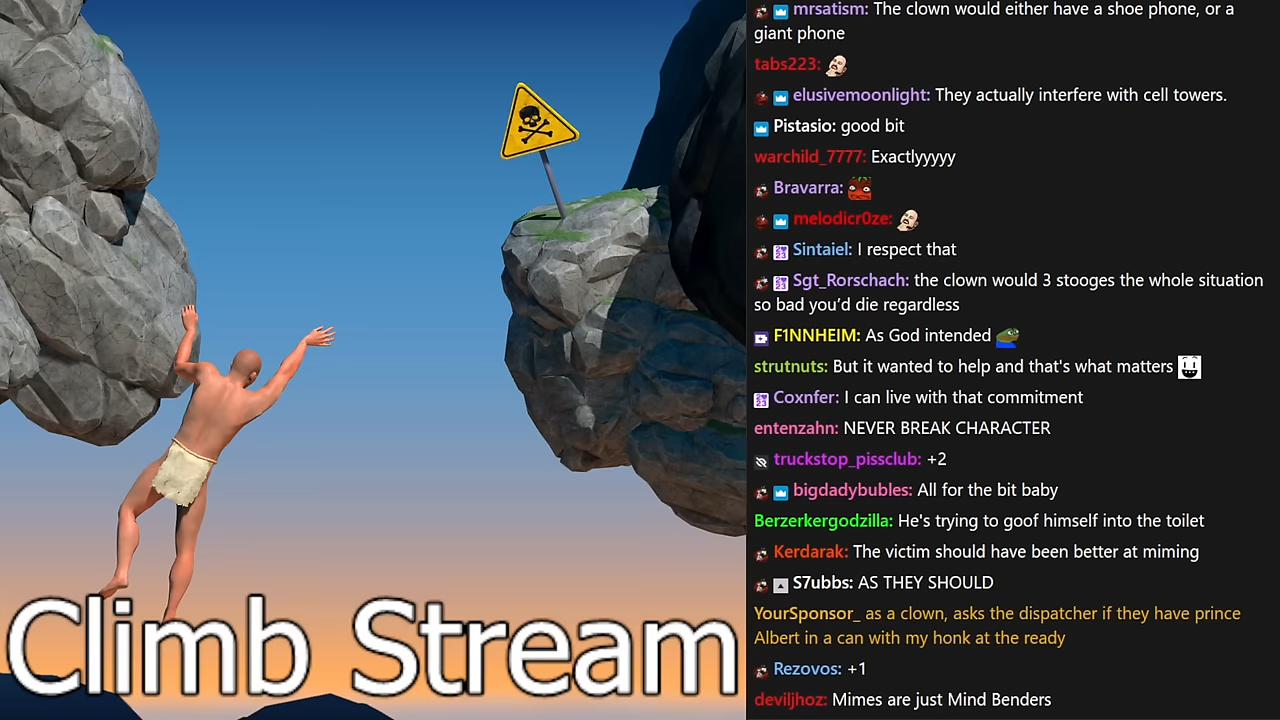 mrsatism: The clown would either have a shoe phone, or a
giant phone
tabs223:
elusivemoonlight: They actually interfere with cell towers.
Pistasio: good bit
warchild_7777: Exactlyyyyy
Bravarra:
melodicr0ze:
Sintaiel: I respect that
Sgt_Rorschach: the clown would 3 stooges the whole situation
so bad you’d die regardless
F1NNHEIM: As God intended
strutnuts: But it wanted to help and that's what matters
Coxnfer: I can live with that commitment
entenzahn: NEVER BREAK CHARACTER
truckstop_pissclub: +2
bigdadybubles: All for the bit baby
Berzerkergodzilla: He's trying to goof himself into the toilet
Kerdarak: The victim should have been better at miming
S7ubbs: AS THEY SHOULD
YourSponsor_ as a clown, asks the dispatcher if they have prince
Albert in a can with my honk at the ready
Rezovos: +1
deviljhoz: Mimes are just Mind Benders
Climb Stream